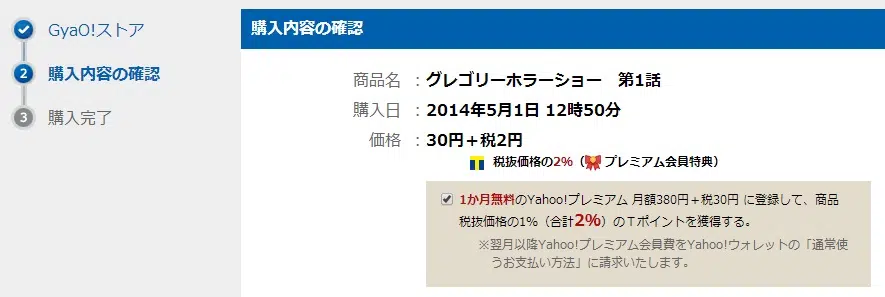 GyaO!ストア
2 購入内容の確認
3 購入完了
購入内容の確認
商品名 ：グレゴリーホラーショー　第1話
購入日 ：2014年5月1日 12時50分
価格 ：30円＋税2円
T 税抜価格の2%（プレミアム会員特典）
1か月無料のYahoo!プレミアム 月額380円＋税30円 に登録して、商品
税抜価格の1%（合計2%）のTポイントを獲得する。
※翌月以降Yahoo!プレミアム会員費をYahoo!ウォレットの「通常使
うお支払い方法」に請求いたします。